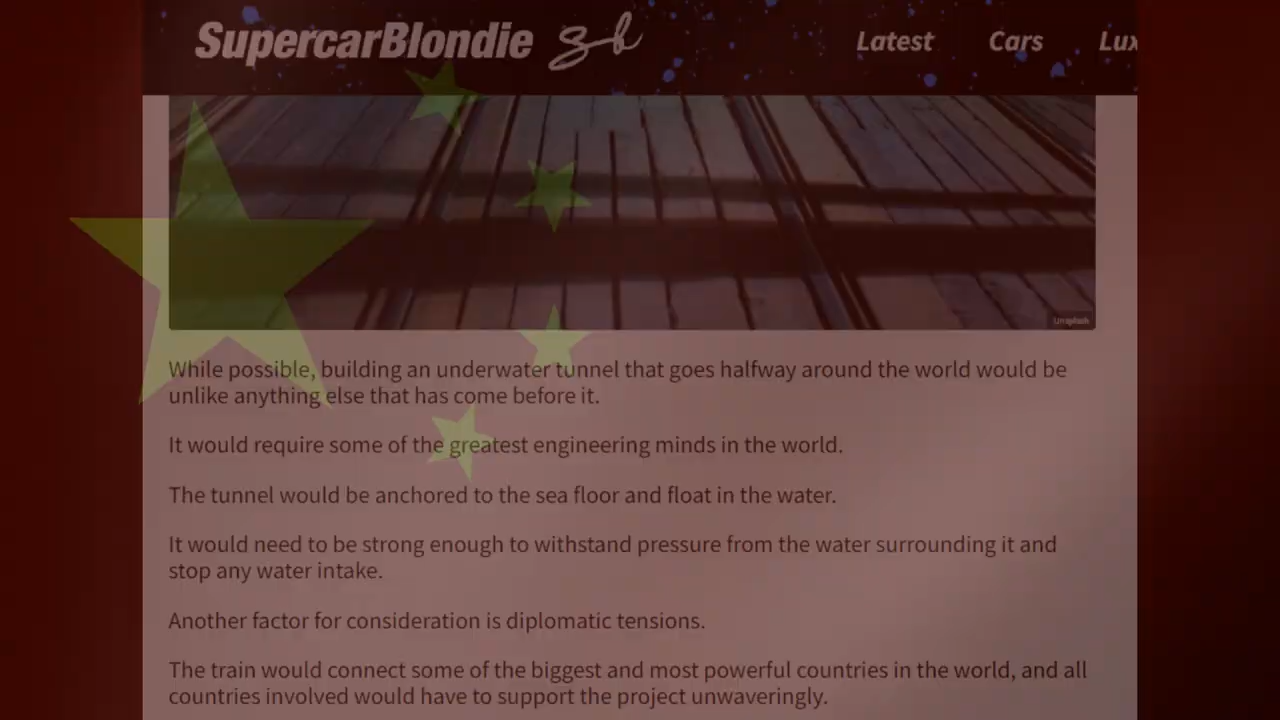 SupercarBlondie sb Latest Cars Lux
Unsplash
While possible, building an underwater tunnel that goes halfway around the world would be
unlike anything else that has come before it.
It would require some of the greatest engineering minds in the world.
The tunnel would be anchored to the sea floor and float in the water.
It would need to be strong enough to withstand pressure from the water surrounding it and
stop any water intake.
Another factor for consideration is diplomatic tensions.
The train would connect some of the biggest and most powerful countries in the world, and all
countries involved would have to support the project unwaveringly.